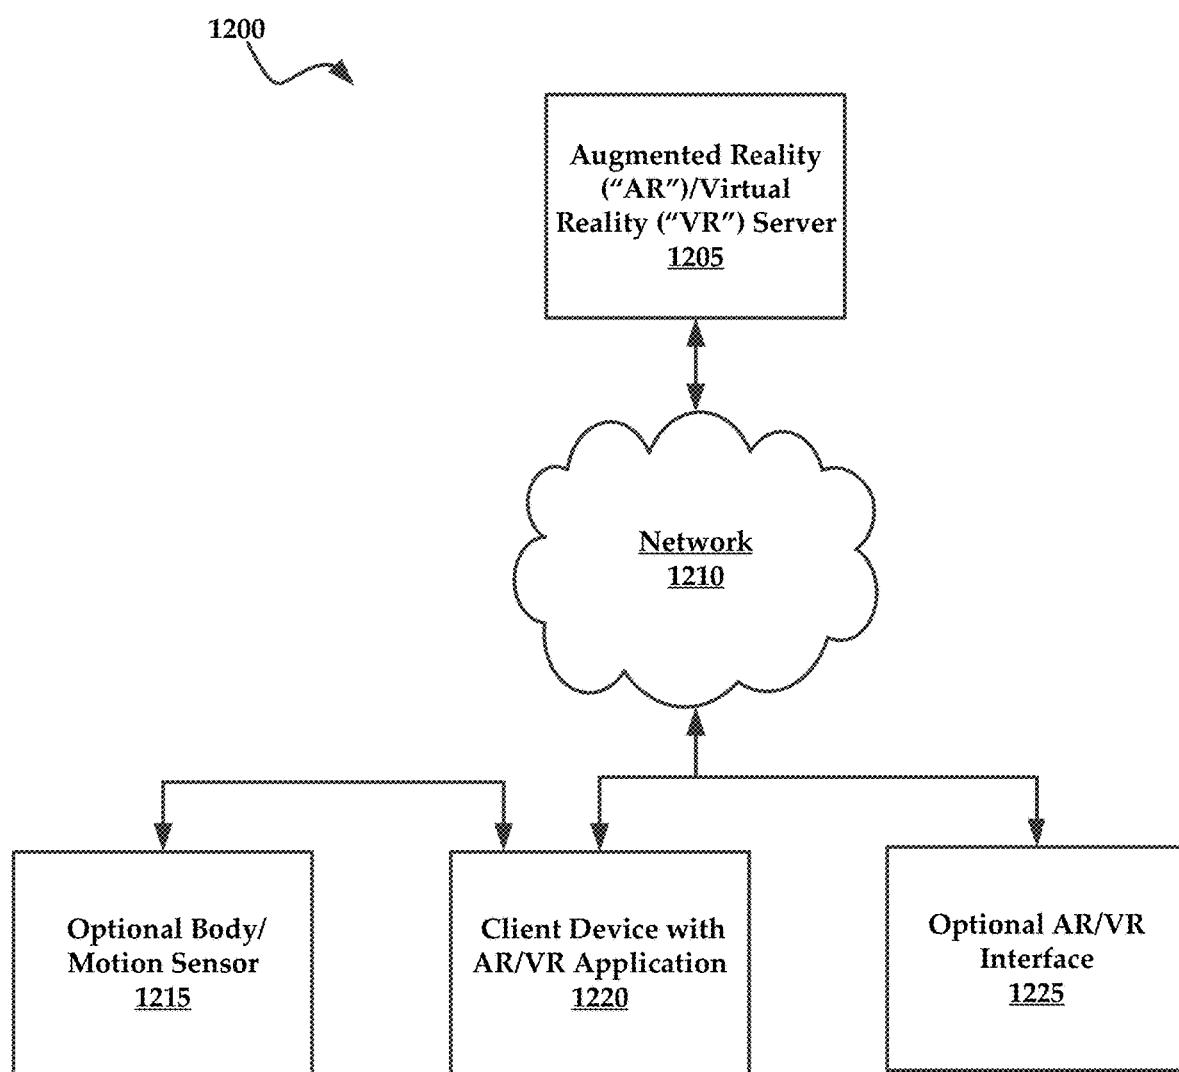 1200
Augmented Reality
(“AR”)/Virtual
Reality (“VR”) Server
1205
Network
1210
Optional Body/
Motion Sensor
1215
Client Device with
AR/VR Application
1220
Optional AR/VR
Interface
1225